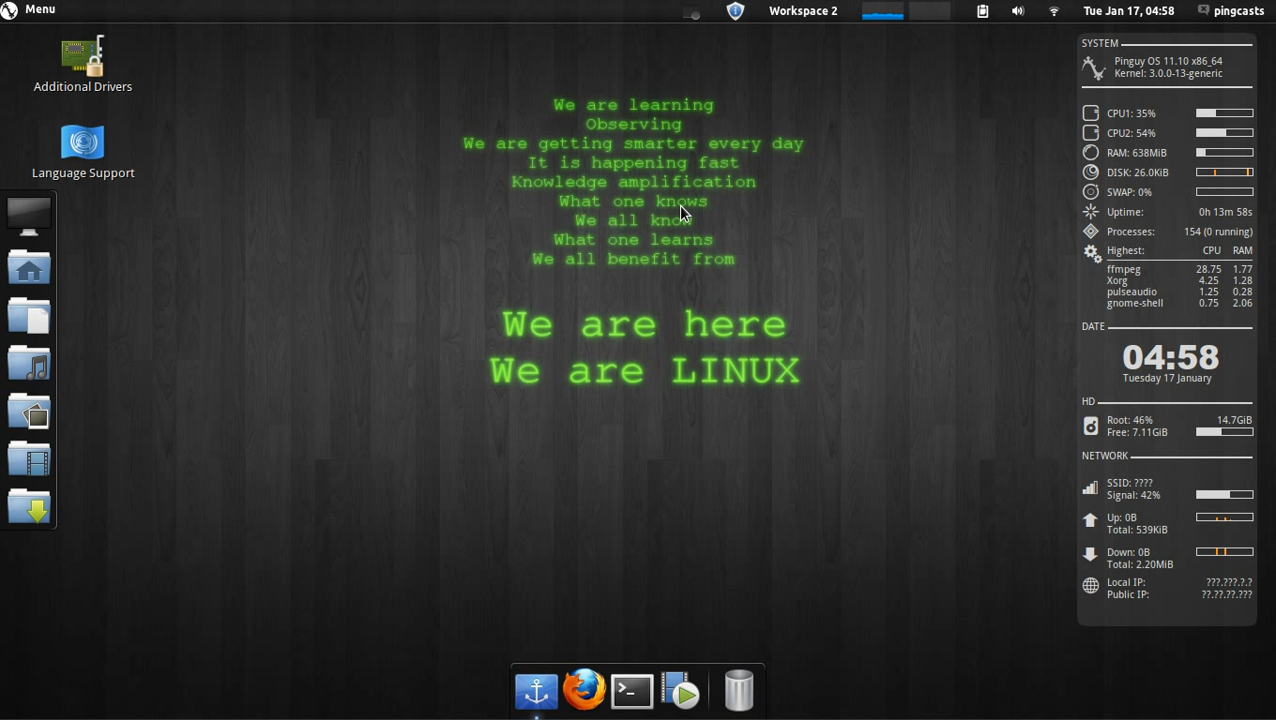 Menu
Workspace 2
Tue Jan 17, 04:58
pingcasts
Additional Drivers
Language Support
We are learning
Observing
We are getting smarter every day
It is happening fast
Knowledge amplification
What one knows
We all know
What one learns
We all benefit from
We are here
We are LINUX
SYSTEM
Pinguy OS 11.10 x86_64
Kernel: 3.0.0-13-generic
CPU1: 35%
CPU2: 54%
RAM: 638MiB
DISK: 26.0KiB
SWAP: 0%
Uptime: 0h 13m 58s
Processes: 154 (0 running)
Highest: CPU RAM
ffmpeg 28.75 1.77
Xorg 4.25 1.28
pulseaudio 1.25 0.28
gnome-shell 0.75 2.06
DATE
04:58
Tuesday 17 January
HD
Root: 46% 14.7GiB
Free: 7.11GiB
NETWORK
SSID: ????
Signal: 42%
Up: 0B
Total: 539KiB
Down: 0B
Total: 2.20MiB
Local IP: ???.???.?.?
Public IP: ??.??.??.???